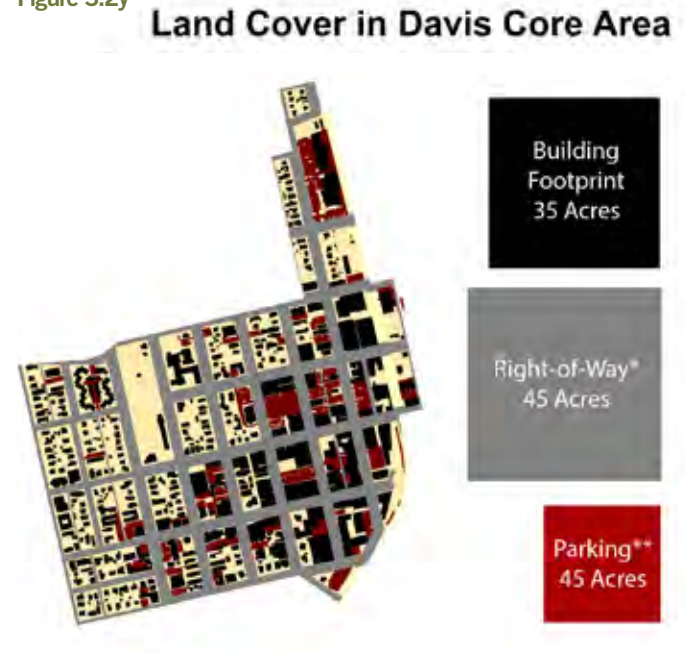 Figure 3.2y
Land Cover in Davis Core Area
Building
Footprint
35 Acres
Right-of-Way*
45 Acres
Parking**
45 Acres